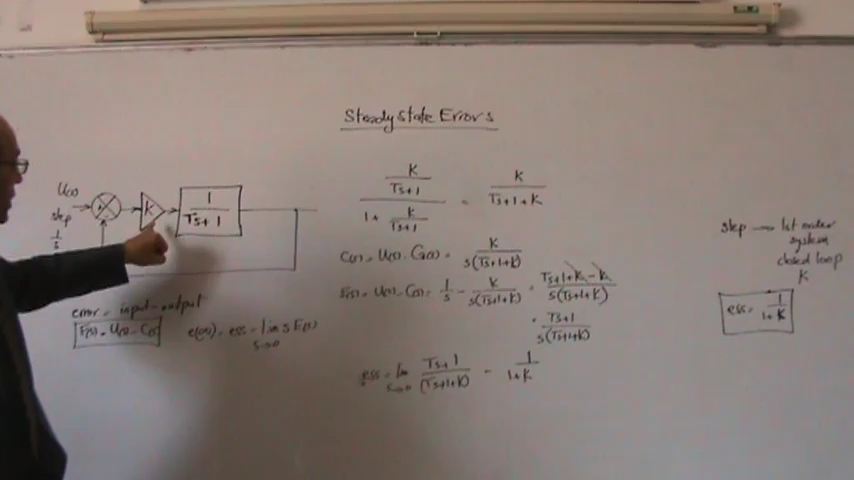 Steady State Errors
U(s)
step
1/s
K
1/(Ts+1)
error = input - output
E(s) = U(s) - C(s)
e(∞) = ess = lim s E(s)
s→0
(K/(Ts+1)) / (1 + K/(Ts+1)) = K/(Ts+1+K)
C(s) = U(s) · G(s) = K/(s(Ts+1+K))
E(s) = U(s) - C(s) = 1/s - K/(s(Ts+1+K)) = (Ts+1+K-K)/(s(Ts+1+K))
= (Ts+1)/(s(Ts+1+K))
ess = lim (Ts+1)/(Ts+1+K) = 1/(1+K)
s→0
step → 1st order
system
closed loop
K
ess = 1/(1+K)